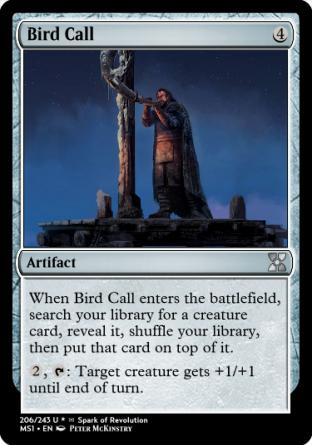 Bird Call 4
Artifact
When Bird Call enters the battlefield,
search your library for a creature
card, reveal it, shuffle your library,
then put that card on top of it.
2, : Target creature gets +1/+1
until end of turn.
206/243 U * Spark of Revolution
MS1 • EN Peter McKinstry